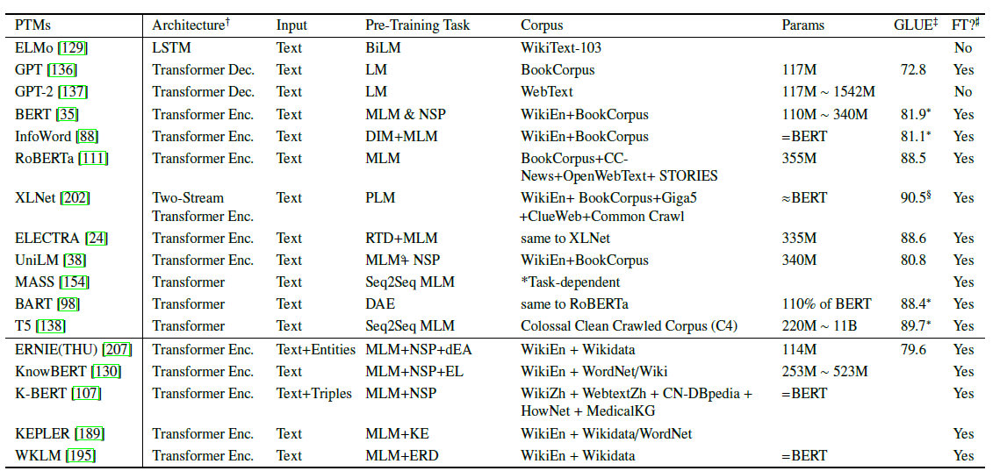 PTMs Architecture† Input Pre-Training Task Corpus Params GLUE‡ FT?♯
ELMo [129] LSTM Text BiLM WikiText-103 No
GPT [136] Transformer Dec. Text LM BookCorpus 117M 72.8 Yes
GPT-2 [137] Transformer Dec. Text LM WebText 117M ~ 1542M No
BERT [35] Transformer Enc. Text MLM & NSP WikiEn+BookCorpus 110M ~ 340M 81.9* Yes
InfoWord [88] Transformer Enc. Text DIM+MLM WikiEn+BookCorpus =BERT 81.1* Yes
RoBERTa [111] Transformer Enc. Text MLM BookCorpus+CC- 355M 88.5 Yes
News+OpenWebText+ STORIES
XLNet [202] Two-Stream Text PLM WikiEn+ BookCorpus+Giga5 ≈BERT 90.5§ Yes
Transformer Enc. +ClueWeb+Common Crawl
ELECTRA [24] Transformer Enc. Text RTD+MLM same to XLNet 335M 88.6 Yes
UniLM [38] Transformer Enc. Text MLM+ NSP WikiEn+BookCorpus 340M 80.8 Yes
MASS [154] Transformer Text Seq2Seq MLM *Task-dependent Yes
BART [98] Transformer Text DAE same to RoBERTa 110% of BERT 88.4* Yes
T5 [138] Transformer Text Seq2Seq MLM Colossal Clean Crawled Corpus (C4) 220M ~ 11B 89.7* Yes
ERNIE(THU) [207] Transformer Enc. Text+Entities MLM+NSP+dEA WikiEn + Wikidata 114M 79.6 Yes
KnowBERT [130] Transformer Enc. Text MLM+NSP+EL WikiEn + WordNet/Wiki 253M ~ 523M Yes
K-BERT [107] Transformer Enc. Text+Triples MLM+NSP WikiZh + WebtextZh + CN-DBpedia + =BERT Yes
HowNet + MedicalKG
KEPLER [189] Transformer Enc. Text MLM+KE WikiEn + Wikidata/WordNet Yes
WKLM [195] Transformer Enc. Text MLM+ERD WikiEn + Wikidata =BERT Yes